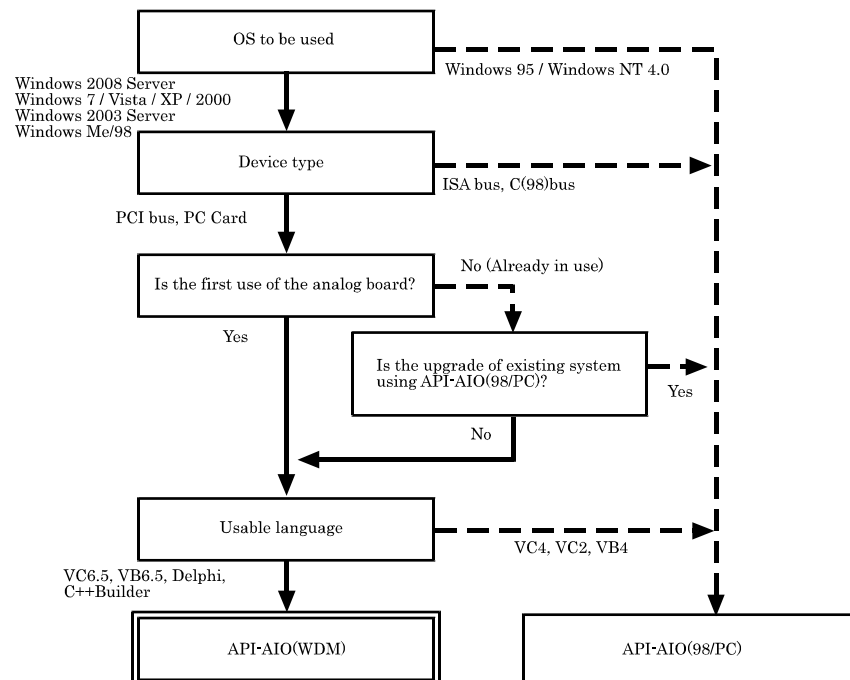 OS to be used
Windows 95 / Windows NT 4.0
Windows 2008 Server
Windows 7 / Vista / XP / 2000
Windows 2003 Server
Windows Me/98
Device type
ISA bus, C(98)bus
PCI bus, PC Card
No (Already in use)
Is the first use of the analog board?
Yes
Is the upgrade of existing system
using API-AIO(98/PC)?
Yes
No
Usable language
VC4, VC2, VB4
VC6.5, VB6.5, Delphi,
C++Builder
API-AIO(WDM)
API-AIO(98/PC)